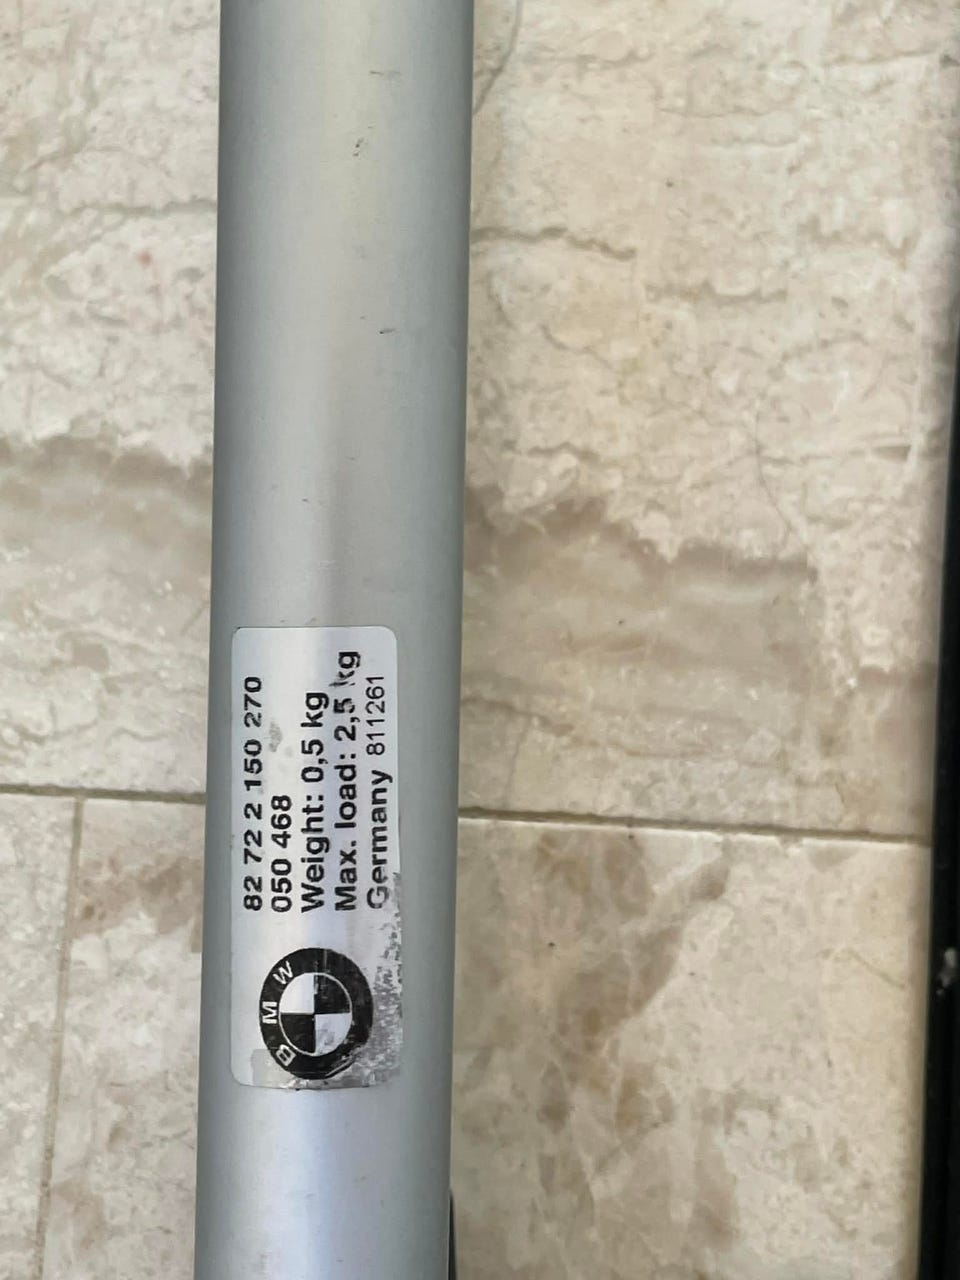 82 72 2 150 270
050 468
Weight: 0,5 kg
Max. load: 2,5 kg
Germany 811261
BMW